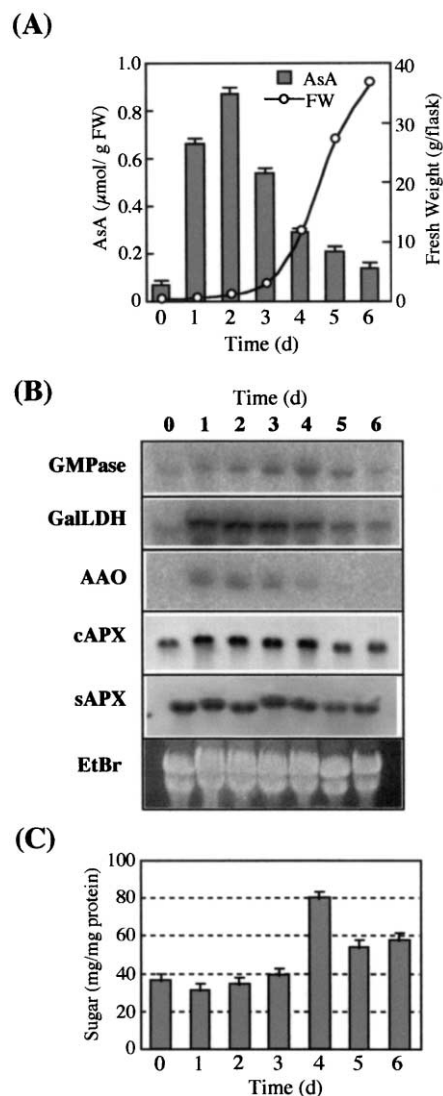 (A)
1.0
0.8
0.6
0.4
0.2
0
AsA (µmol/ g FW)
AsA
FW
40
30
20
10
0
Fresh Weight (g/flask)
0 1 2 3 4 5 6
Time (d)
(B)
Time (d)
0 1 2 3 4 5 6
GMPase
GalLDH
AAO
cAPX
sAPX
EtBr
(C)
100
80
60
40
20
0
Sugar (mg/mg protein)
0 1 2 3 4 5 6
Time (d)